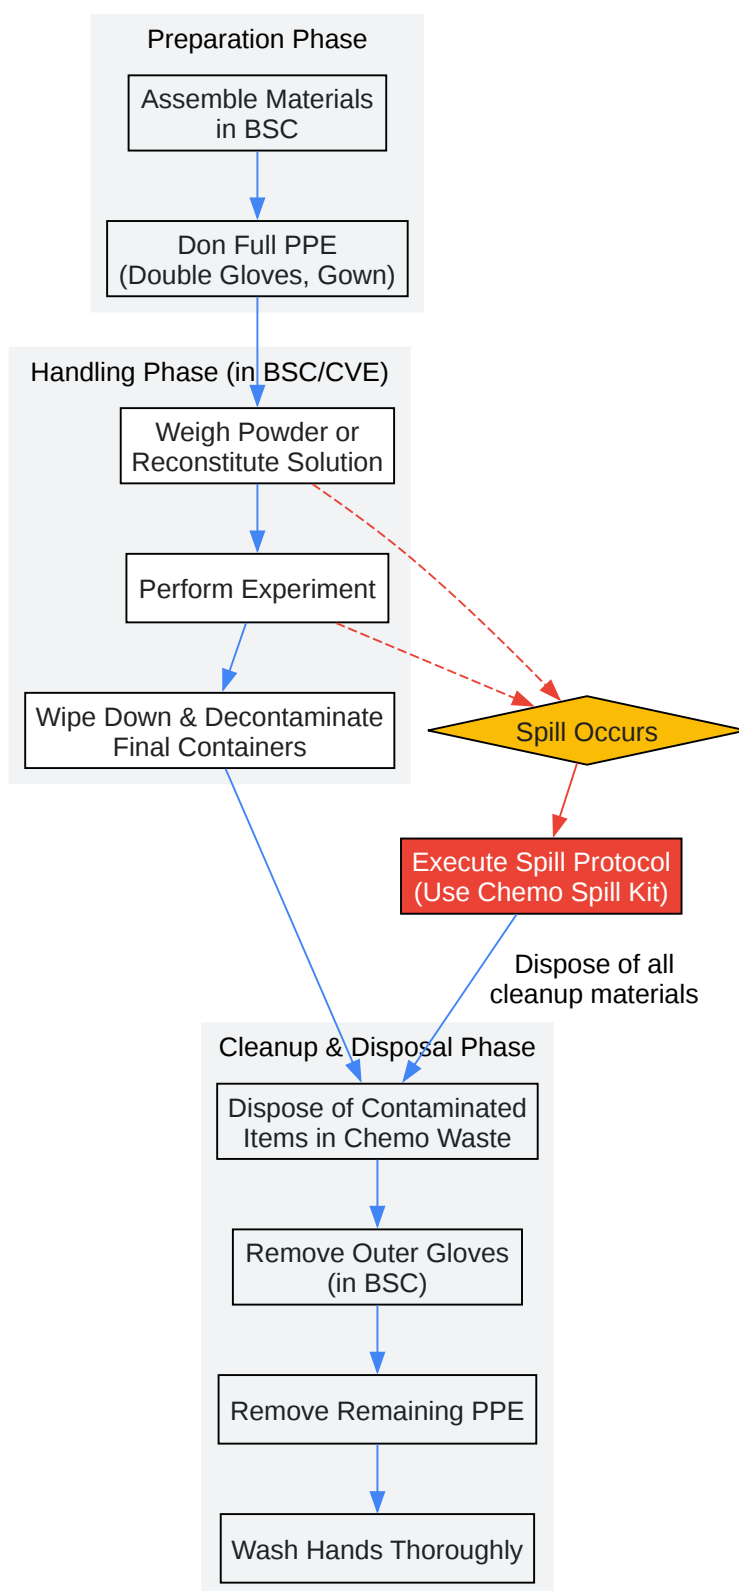 Preparation Phase
Assemble Materials
in BSC
Don Full PPE
(Double Gloves, Gown)
Handling Phase (in BSC/CVE)
Weigh Powder or
Reconstitute Solution
Perform Experiment
Wipe Down & Decontaminate
Final Containers
Spill Occurs
Execute Spill Protocol
(Use Chemo Spill Kit)
Dispose of all
cleanup materials
Cleanup & Disposal Phase
Dispose of Contaminated
Items in Chemo Waste
Remove Outer Gloves
(in BSC)
Remove Remaining PPE
Wash Hands Thoroughly